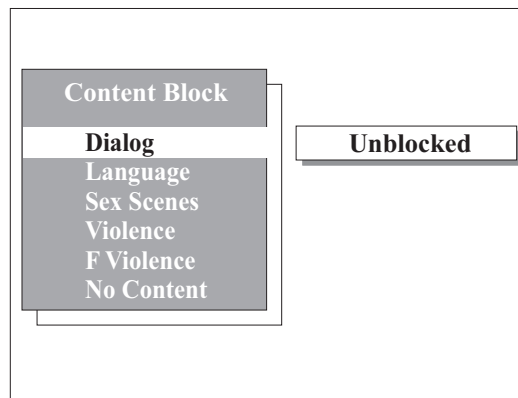 Content Block
Dialog
Unblocked
Language
Sex Scenes
Violence
F Violence
No Content